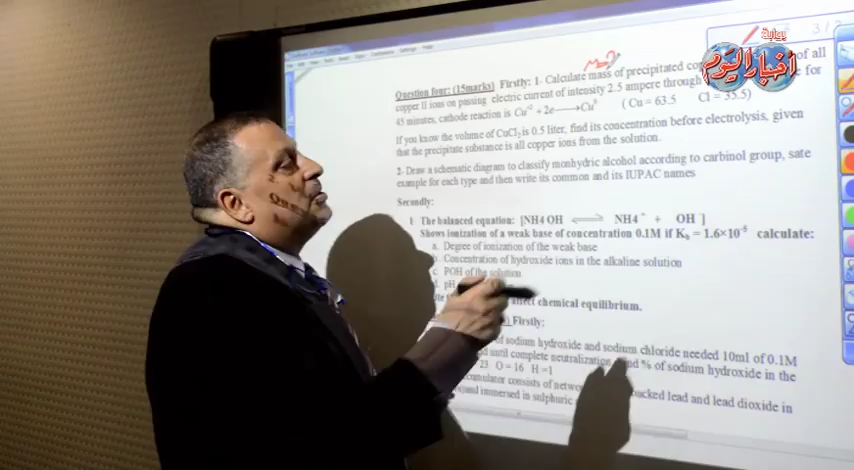 بوابة
أخبار اليوم
Question four: (15marks) Firstly: 1- Calculate mass of precipitated of all
copper II ions on passing electric current of intensity 2.5 ampere through for
45 minutes, cathode reaction is Cu⁺² + 2e ⟶ Cu⁰ ( Cu = 63.5 Cl = 35.5)
If you know the volume of CuCl₂ is 0.5 liter, find its concentration before electrolysis, given
that the precipitate substance is all copper ions from the solution.
2- Draw a schematic diagram to classify monhydric alcohol according to carbinol group, sate
example for each type and then write its common and its IUPAC names
Secondly:
1 The balanced equation: [NH4 OH ⇌ NH4⁺ + OH⁻]
Shows ionization of a weak base of concentration 0.1M if Kb = 1.6×10⁻⁵ calculate:
a. Degree of ionization of the weak base
b. Concentration of hydroxide ions in the alkaline solution
c. POH of the solution
d. pH
affect chemical equilibrium.
Firstly:
of sodium hydroxide and sodium chloride needed 10ml of 0.1M
until complete neutralization. find % of sodium hydroxide in the
23 O = 16 H =1
consists of packed lead and lead dioxide in
and immersed in sulphuric